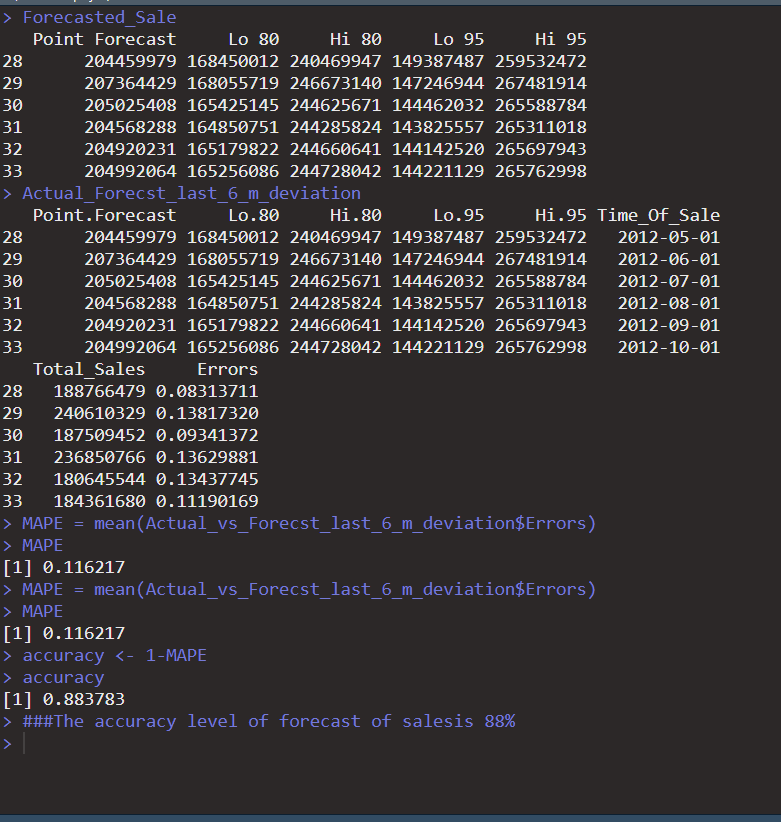 > Forecasted_Sale
Point Forecast Lo 80 Hi 80 Lo 95 Hi 95
28 204459979 168450012 240469947 149387487 259532472
29 207364429 168055719 246673140 147246944 267481914
30 205025408 165425145 244625671 144462032 265588784
31 204568288 164850751 244285824 143825557 265311018
32 204920231 165179822 244660641 144142520 265697943
33 204992064 165256086 244728042 144221129 265762998
> Actual_Forecst_last_6_m_deviation
Point.Forecast Lo.80 Hi.80 Lo.95 Hi.95 Time_Of_Sale
28 204459979 168450012 240469947 149387487 259532472 2012-05-01
29 207364429 168055719 246673140 147246944 267481914 2012-06-01
30 205025408 165425145 244625671 144462032 265588784 2012-07-01
31 204568288 164850751 244285824 143825557 265311018 2012-08-01
32 204920231 165179822 244660641 144142520 265697943 2012-09-01
33 204992064 165256086 244728042 144221129 265762998 2012-10-01
Total_Sales Errors
28 188766479 0.08313711
29 240610329 0.13817320
30 187509452 0.09341372
31 236850766 0.13629881
32 180645544 0.13437745
33 184361680 0.11190169
> MAPE = mean(Actual_vs_Forecst_last_6_m_deviation$Errors)
> MAPE
[1] 0.116217
> MAPE = mean(Actual_vs_Forecst_last_6_m_deviation$Errors)
> MAPE
[1] 0.116217
> accuracy <- 1-MAPE
> accuracy
[1] 0.883783
> ###The accuracy level of forecast of salesis 88%
>